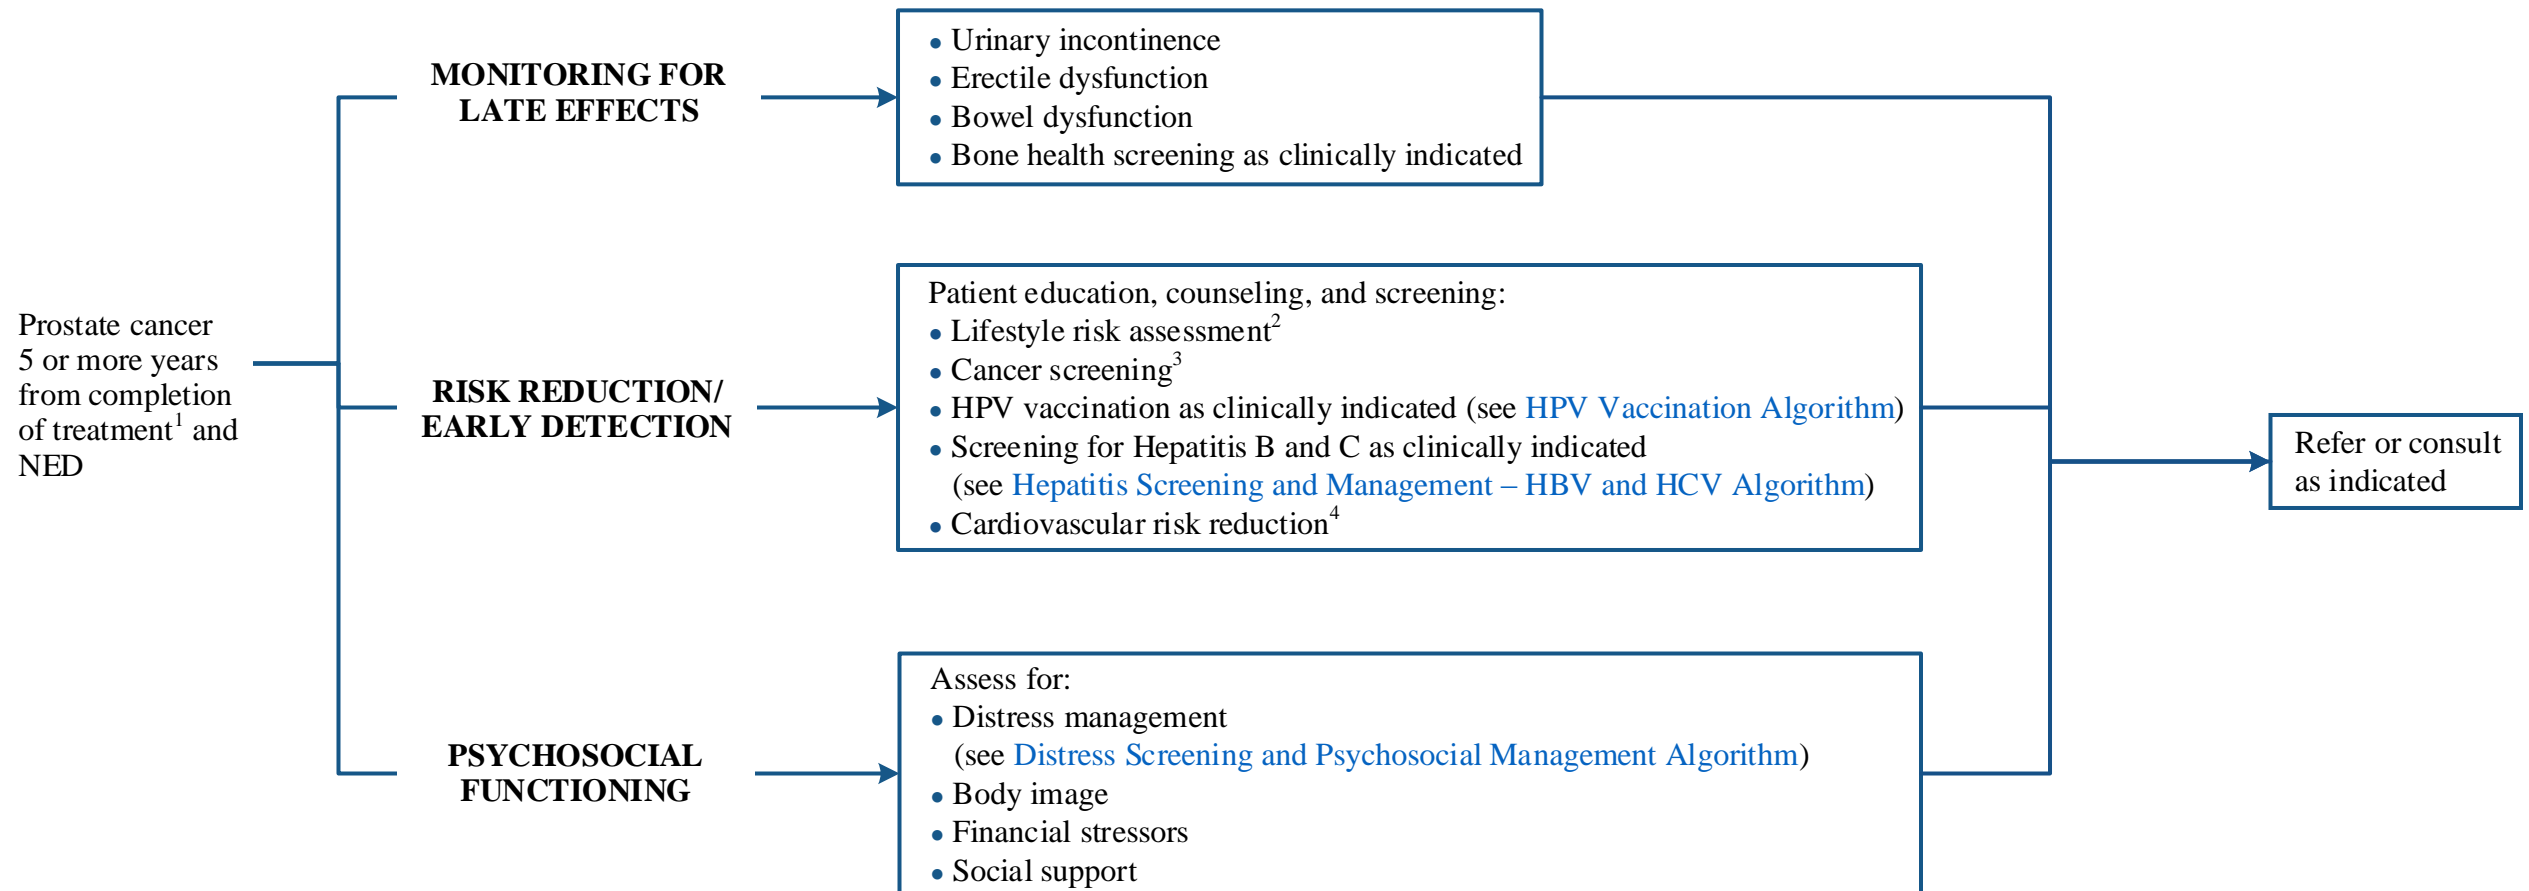 Prostate cancer
5 or more years
from completion
of treatment1 and
NED
MONITORING FOR
LATE EFFECTS
• Urinary incontinence
• Erectile dysfunction
• Bowel dysfunction
• Bone health screening as clinically indicated
RISK REDUCTION/
EARLY DETECTION
Patient education, counseling, and screening:
• Lifestyle risk assessment2
• Cancer screening3
• HPV vaccination as clinically indicated (see HPV Vaccination Algorithm)
• Screening for Hepatitis B and C as clinically indicated
(see Hepatitis Screening and Management – HBV and HCV Algorithm)
• Cardiovascular risk reduction4
PSYCHOSOCIAL
FUNCTIONING
Assess for:
• Distress management
(see Distress Screening and Psychosocial Management Algorithm)
• Body image
• Financial stressors
• Social support
Refer or consult
as indicated